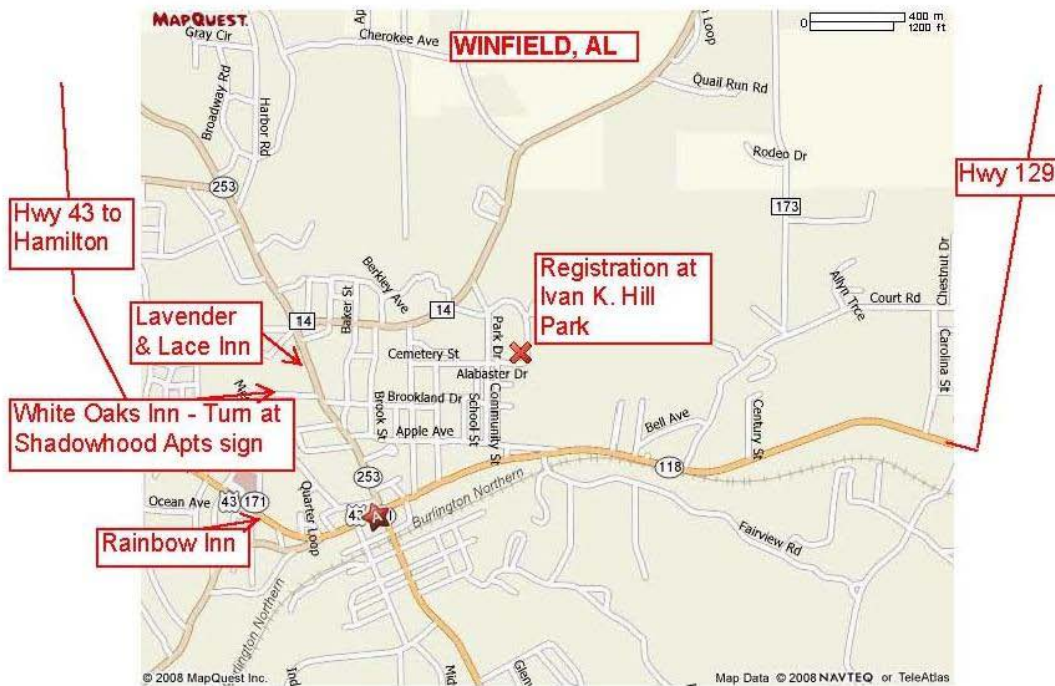 MAPQUEST.
Gray Cir
Cherokee Ave
WINFIELD, AL
Loop
0 400 m
1200 ft
Broadway Rd
Harbor Rd
Quail Run Rd
Rodeo Dr
253
173
Hwy 129
Hwy 43 to
Hamilton
Registration at
Ivan K. Hill
Park
Berkley Ave
Baker St
14
14
Allyn Trce
Court Rd
Chestnut Dr
Carolina St
Lavender
& Lace Inn
Park Dr
Cemetery St
Alabaster Dr
Brookland Dr
White Oaks Inn - Turn at
Shadowhood Apts sign
Brook St
School St
Community St
Apple Ave
Bell Ave
Century St
118
253
Ocean Ave
43
171
Quarter Loop
43
A
Burlington Northern
Fairview Rd
Rainbow Inn
Burlington Northern
© 2008 MapQuest Inc.
Map Data © 2008 NAVTEQ or TeleAtlas